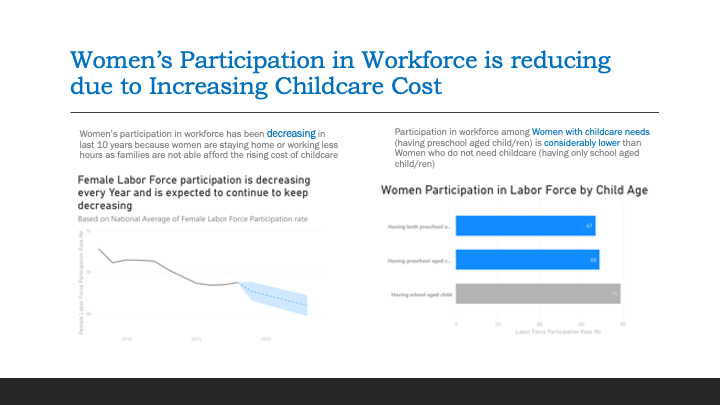 Women's Participation in Workforce is reducing
due to Increasing Childcare Cost
Women's participation in workforce has been decreasing in
last 10 years because women are staying home or working less
hours as families are not able afford the rising cost of childcare
Female Labor Force participation is decreasing
every Year and is expected to continue to keep
decreasing
Based on National Average of Female Labor Force Participation rate
Female Labor Force Participation Rate (%)
72
70
68
2010
2015
2020
Participation in workforce among Women with childcare needs
(having preschool aged child/ren) is considerably lower than
Women who do not need childcare (having only school aged
child/ren)
Women Participation in Labor Force by Child Age
Having both preschool a...
67
Having preschool aged c...
Having school aged child
0
20
40
60
80
Labor Force Participation Rate (%)